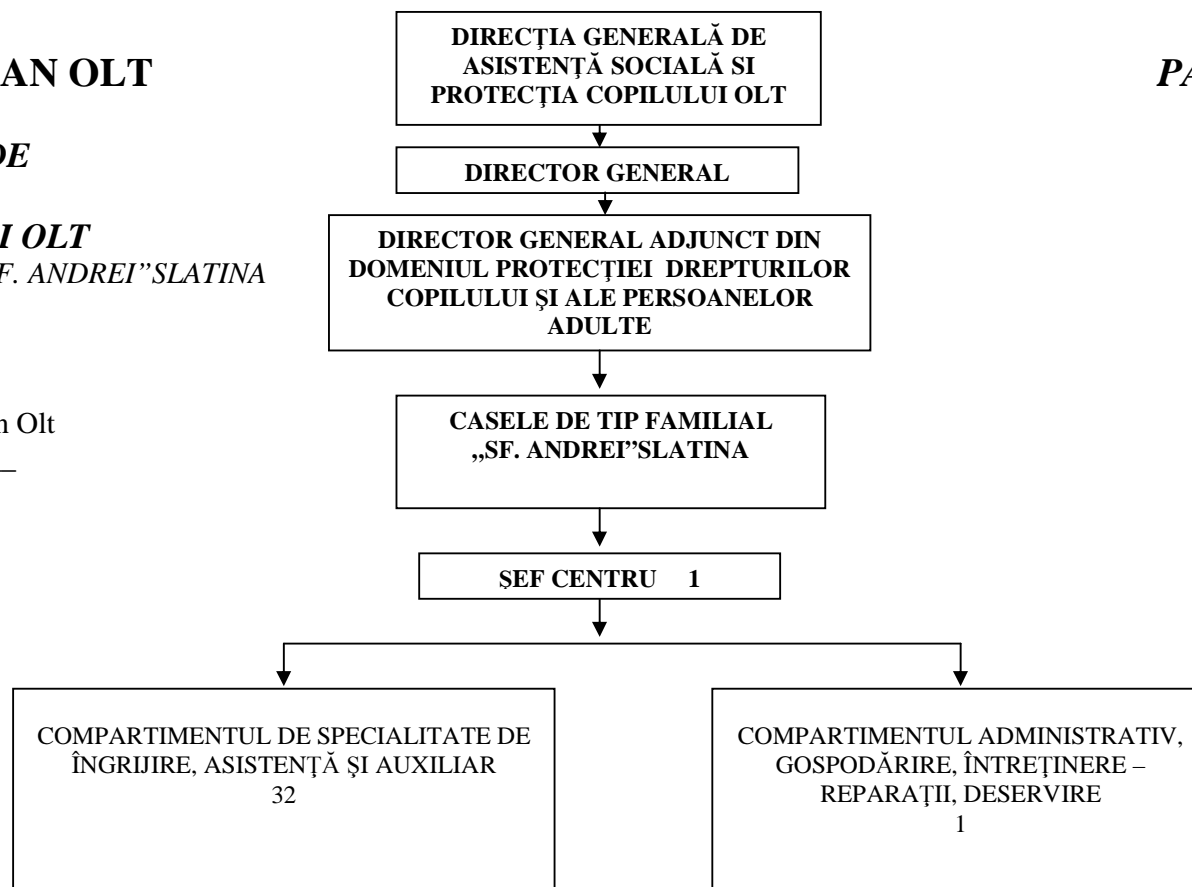 AN OLT
DE
I OLT
F. ANDREI”SLATINA
n Olt
–
PA
DIRECŢIA GENERALĂ DE
ASISTENŢĂ SOCIALĂ SI
PROTECŢIA COPILULUI OLT
DIRECTOR GENERAL
DIRECTOR GENERAL ADJUNCT DIN
DOMENIUL PROTECŢIEI DREPTURILOR
COPILULUI ŞI ALE PERSOANELOR
ADULTE
CASELE DE TIP FAMILIAL
„SF. ANDREI”SLATINA
ŞEF CENTRU 1
COMPARTIMENTUL DE SPECIALITATE DE
ÎNGRIJIRE, ASISTENŢĂ ŞI AUXILIAR
32
COMPARTIMENTUL ADMINISTRATIV,
GOSPODĂRIRE, ÎNTREŢINERE –
REPARAŢII, DESERVIRE
1